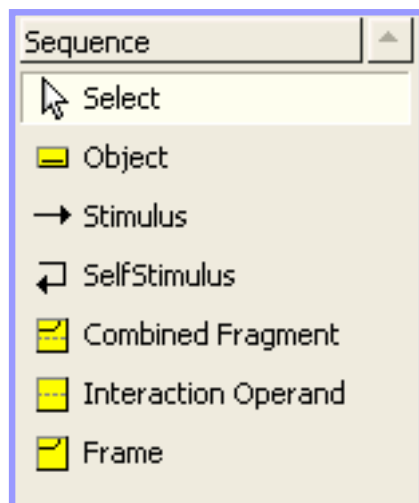 Sequence
Select
Object
Stimulus
SelfStimulus
Combined Fragment
Interaction Operand
Frame